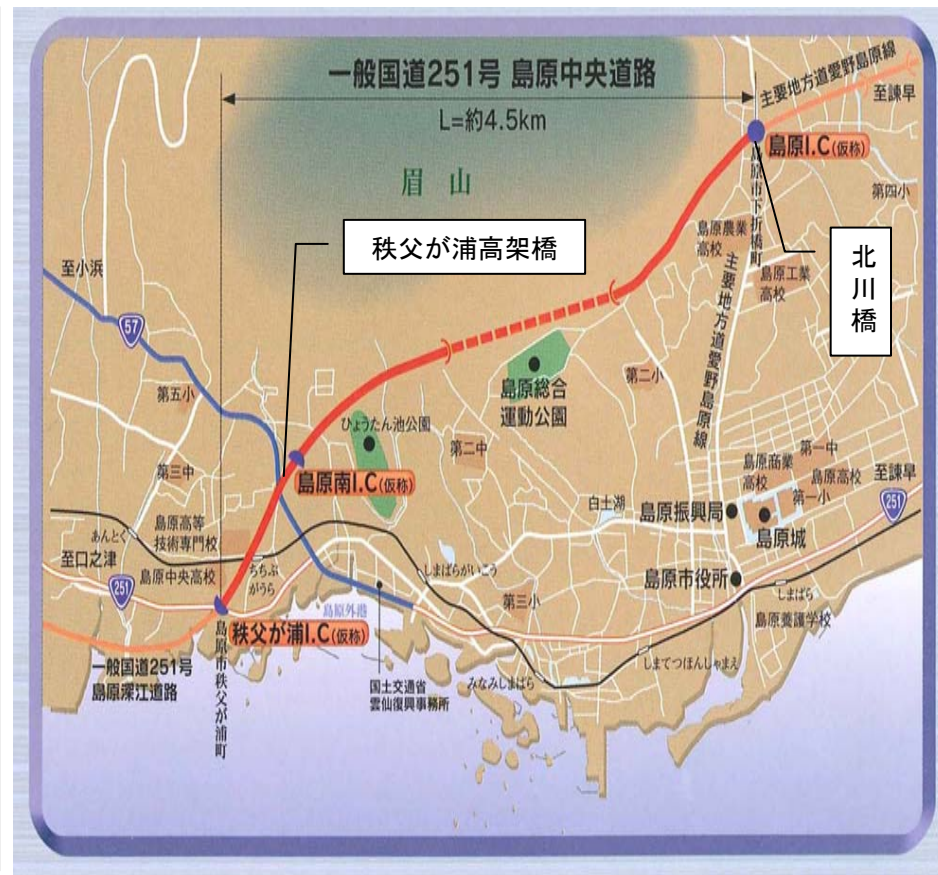 一般国道251号 島原中央道路
L=約4.5km
主要地方道愛野島原線
至諫早
島原I.C(仮称)
眉山
島原市下折橋町
第四小
秩父が浦高架橋
北川橋
島原農業
高校
島原工業
高校
主要地方道愛野島原線
至小浜
57
第五小
島原総合
運動公園
第二小
ひょうたん池公園
第二中
第三中
島原南I.C(仮称)
島原商業
高校
第一中
島原高校
第一小
至諫早
251
白土湖
島原振興局
島原城
あんとく
島原高等
技術専門校
至口之津
251
島原中央高校
ちちぶ
がうら
しまばらがいこう
島原市役所
しまばら
島原養護学校
第三小
島原外港
秩父が浦I.C(仮称)
しまてつほんしゃまえ
みなみしまばら
一般国道251号
島原深江道路
島原市秩父が浦町
国土交通省
雲仙復興事務所